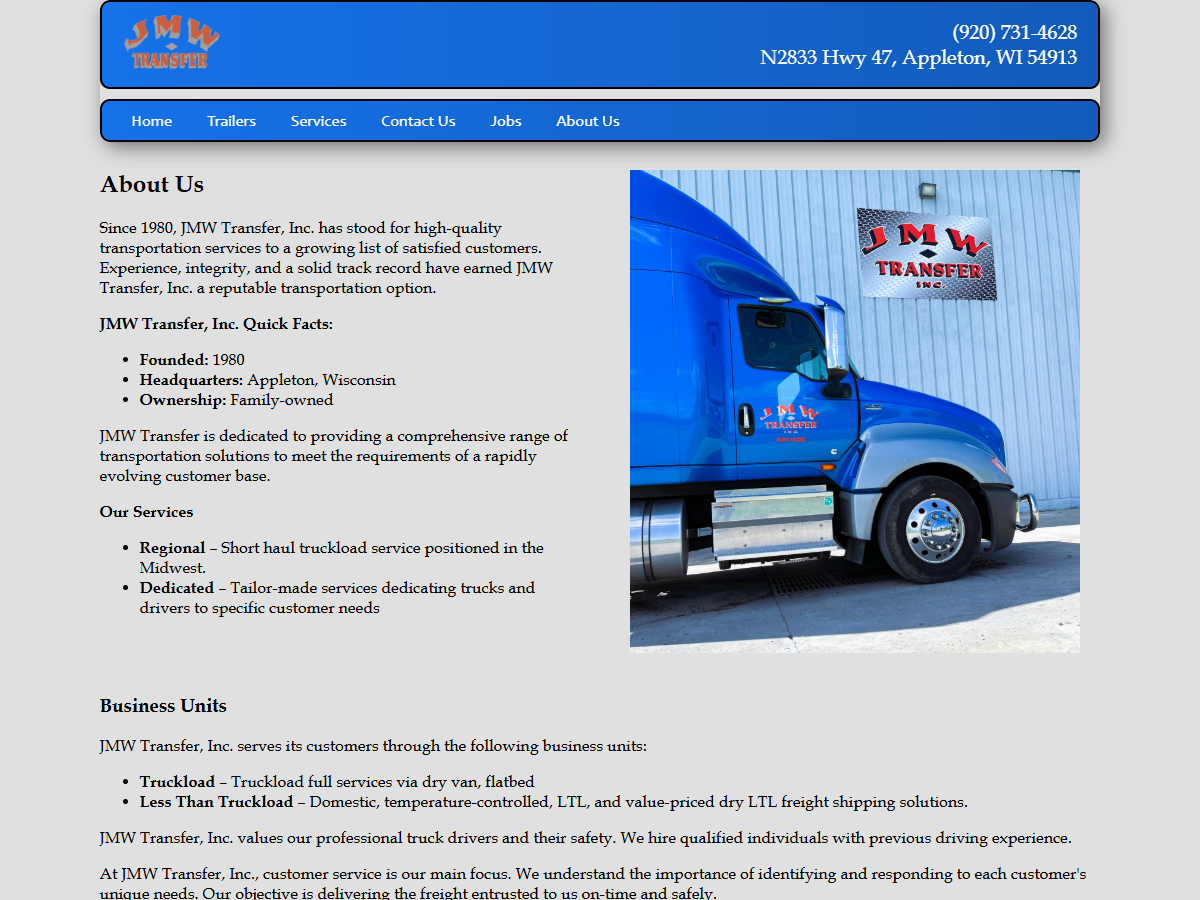 JMW
TRANSFER
(920) 731-4628
N2833 Hwy 47, Appleton, WI 54913
Home Trailers Services Contact Us Jobs About Us
About Us
Since 1980, JMW Transfer, Inc. has stood for high-quality
transportation services to a growing list of satisfied customers.
Experience, integrity, and a solid track record have earned JMW
Transfer, Inc. a reputable transportation option.
JMW Transfer, Inc. Quick Facts:
• Founded: 1980
• Headquarters: Appleton, Wisconsin
• Ownership: Family-owned
JMW Transfer is dedicated to providing a comprehensive range of
transportation solutions to meet the requirements of a rapidly
evolving customer base.
Our Services
• Regional – Short haul truckload service positioned in the
Midwest.
• Dedicated – Tailor-made services dedicating trucks and
drivers to specific customer needs
JMW
TRANSFER
INC
JMW
TRANSFER
INC
Business Units
JMW Transfer, Inc. serves its customers through the following business units:
• Truckload – Truckload full services via dry van, flatbed
• Less Than Truckload – Domestic, temperature-controlled, LTL, and value-priced dry LTL freight shipping solutions.
JMW Transfer, Inc. values our professional truck drivers and their safety. We hire qualified individuals with previous driving experience.
At JMW Transfer, Inc., customer service is our main focus. We understand the importance of identifying and responding to each customer's
unique needs. Our objective is delivering the freight entrusted to us on-time and safely.